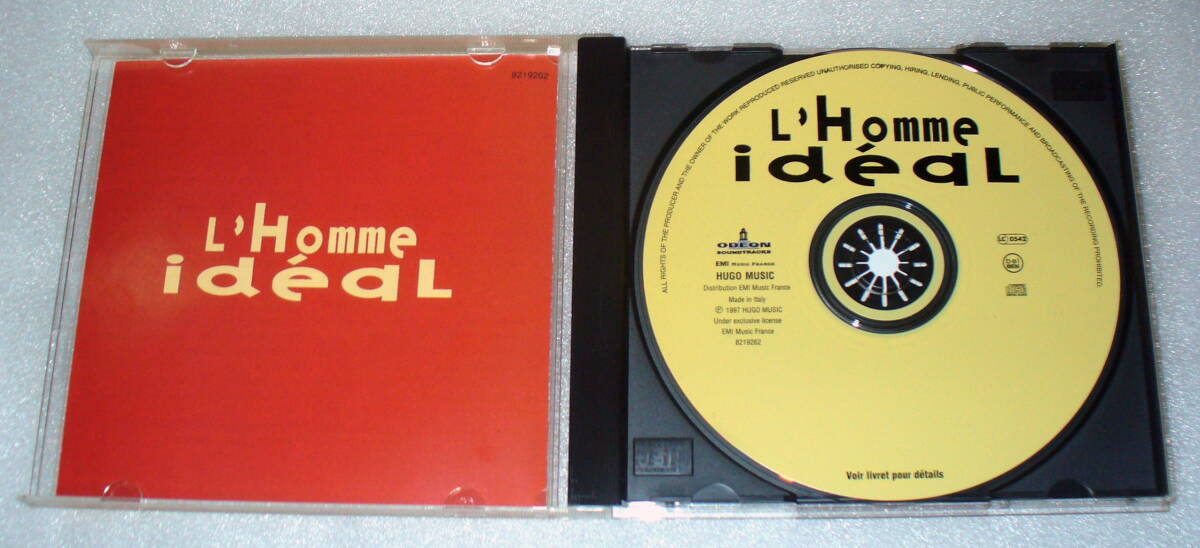 8219262
L'Homme
idéaL
ALL RIGHTS OF THE PRODUCER AND THE OWNER OF THE WORK REPRODUCED RESERVED UNAUTHORISED COPYING, HIRING, LENDING, PUBLIC PERFORMANCE AND BROADCASTING OF THE RECORDING PROHIBITED.
L'Homme
idéaL
ODEON
SOUNDTRACKS
EMI MUSIC FRANCE
HUGO MUSIC
Distribution EMI Music France
Made in Italy
℗ 1997 HUGO MUSIC
Under exclusive license
EMI Music France
8219262
LC 0542
Voir livret pour détails